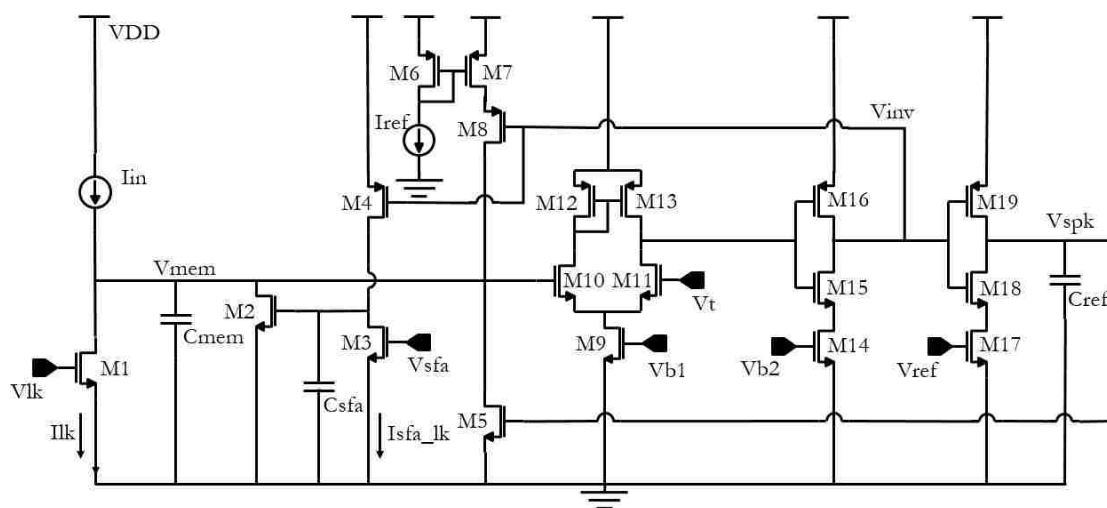 VDD
M6
M7
Iref
M8
Vinv
Iin
M4
M12
M13
M16
M19
Vspk
Vmem
M10
M11
Vt
M15
M18
Cref
M2
Cmem
M3
Vsfa
M9
Vb1
Vb2
M14
Vref
M17
M1
Vlk
Csfa
M5
Ilk
Isfa_lk